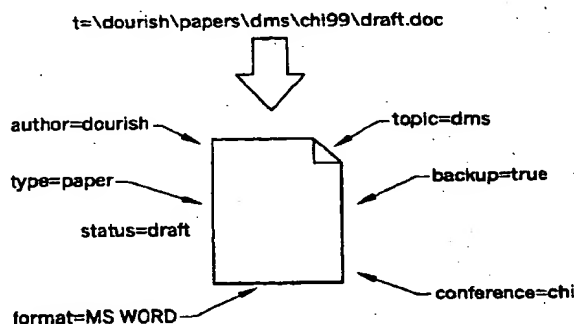 t=\dourish\papers\dms\chi99\draft.doc
author=dourish
topic=dms
type=paper
backup=true
status=draft
conference=chi
format=MS WORD